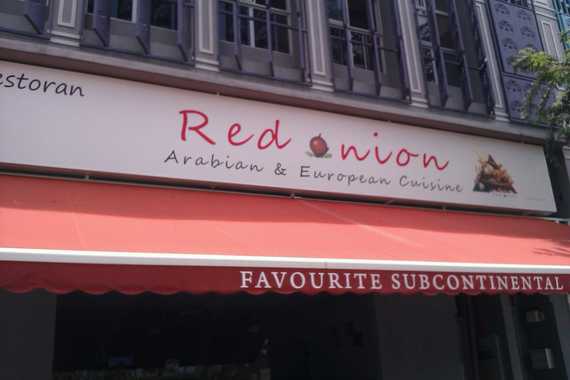 estoran
Red nion
Arabian & European Cuisine
FAVOURITE SUBCONTINENTAL